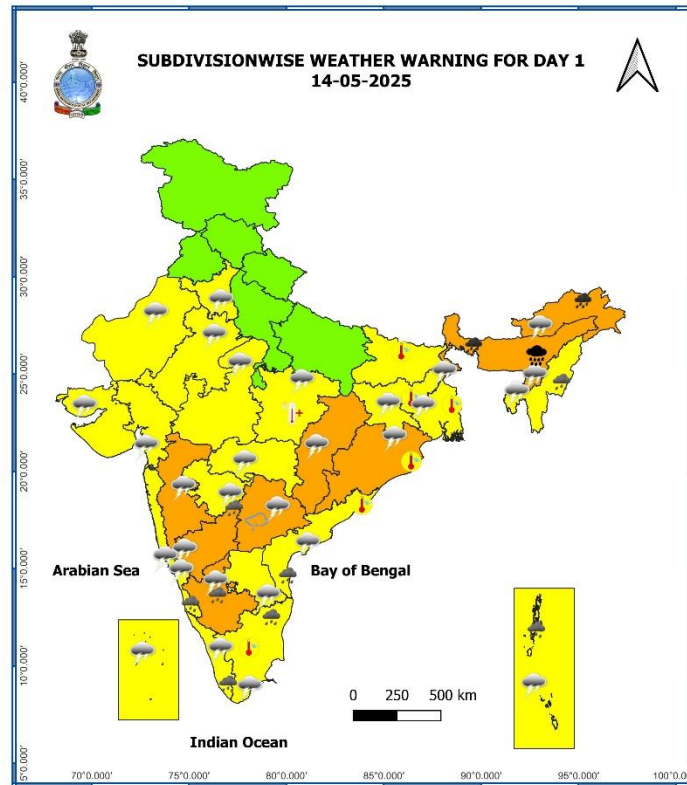 SUBDIVISIONWISE WEATHER WARNING FOR DAY 1
14-05-2025
40°0.000'
35°0.000'
30°0.000'
25°0.000'
20°0.000'
15°0.000'
10°0.000'
5°0.000'
Arabian Sea
Bay of Bengal
0 250 500 km
Indian Ocean
70°0.000' 75°0.000' 80°0.000' 85°0.000' 90°0.000' 95°0.000' 100°0.000'